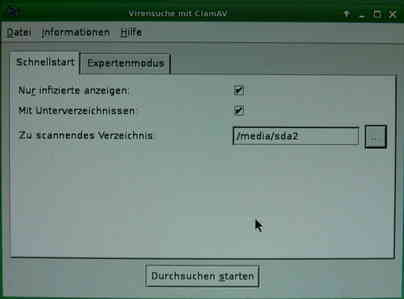 Virensuche mit ClamAV
Datei Informationen Hilfe
Schnellstart Expertenmodus
Nur infizierte anzeigen:
Mit Unterverzeichnissen:
Zu scannendes Verzeichnis: /media/sda2 ..
Durchsuchen starten